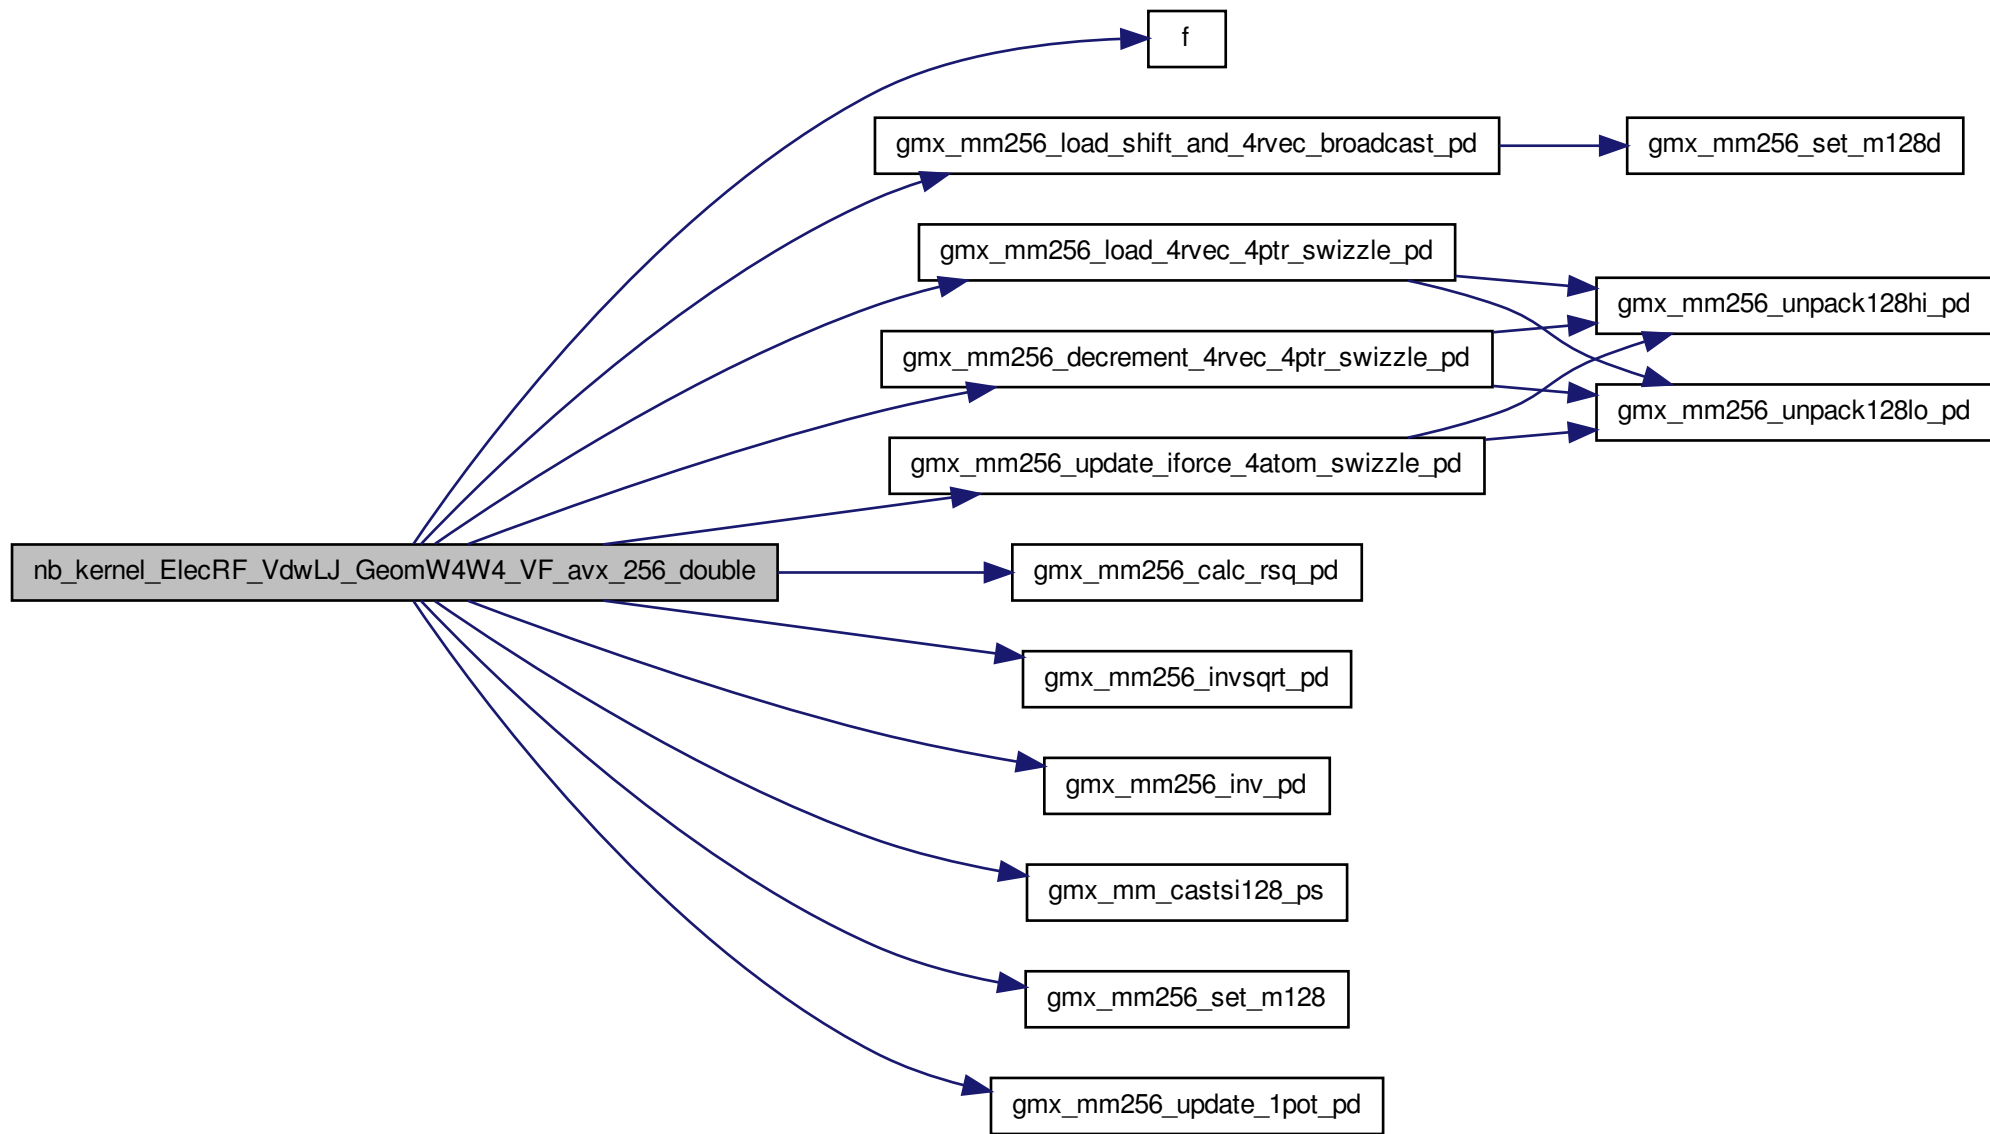 f
gmx_mm256_load_shift_and_4rvec_broadcast_pd
gmx_mm256_set_m128d
gmx_mm256_load_4rvec_4ptr_swizzle_pd
gmx_mm256_unpack128hi_pd
gmx_mm256_decrement_4rvec_4ptr_swizzle_pd
gmx_mm256_unpack128lo_pd
gmx_mm256_update_iforce_4atom_swizzle_pd
nb_kernel_ElecRF_VdwLJ_GeomW4W4_VF_avx_256_double
gmx_mm256_calc_rsq_pd
gmx_mm256_invsqrt_pd
gmx_mm256_inv_pd
gmx_mm_castsi128_ps
gmx_mm256_set_m128
gmx_mm256_update_1pot_pd